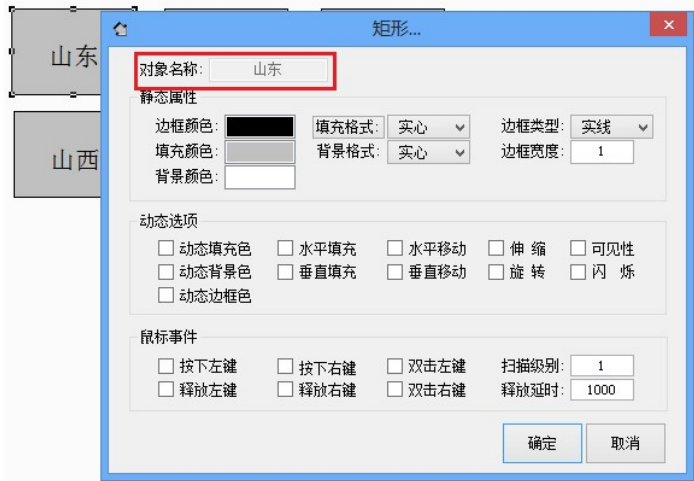 山东
山西
矩形...
对象名称: 山东
静态属性
边框颜色: 填充格式: 实心 边框类型: 实线
填充颜色: 背景格式: 实心 边框宽度: 1
背景颜色:
动态选项
动态填充色 水平填充 水平移动 伸 缩 可见性
动态背景色 垂直填充 垂直移动 旋 转 闪 烁
动态边框色
鼠标事件
按下左键 按下右键 双击左键 扫描级别: 1
释放左键 释放右键 双击右键 释放延时: 1000
确定 取消